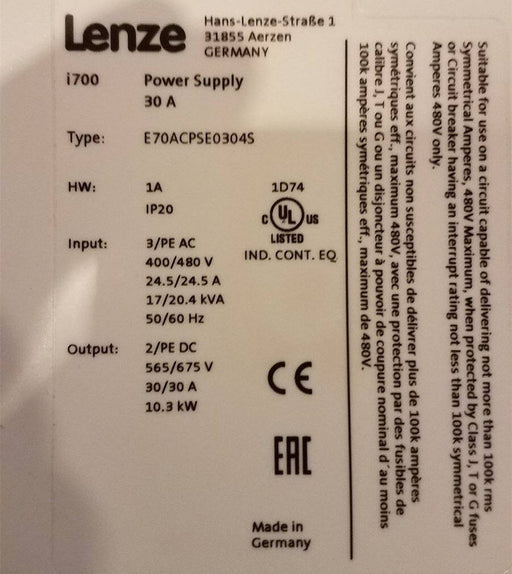 Lenze
Hans-Lenze-Straße 1
31855 Aerzen
GERMANY
i700 Power Supply
30 A
Type: E70ACPSE0304S
HW: 1A
IP20
1D74
C UL US
LISTED
IND. CONT. EQ
Input: 3/PE AC
400/480 V
24.5/24.5 A
17/20.4 kVA
50/60 Hz
Output: 2/PE DC
565/675 V
30/30 A
10.3 kW
CE
EAC
Made in
Germany
Suitable for use on a circuit capable of delivering not more than 100k rms
Symmetrical Amperes, 480V Maximum, when protected by Class J, T or G fuses
or Circuit breaker having an interrupt rating not less than 100k symmetrical
Amperes 480V only.
Convient aux circuits non susceptibles de délivrer plus de 100k ampères
symétriques eff., maximum 480V, avec une protection par des fusibles de
calibre J, T ou G ou un disjoncteur à pouvoir de coupure nominal d´au moins
100k ampères symétriques eff., maximum de 480V.